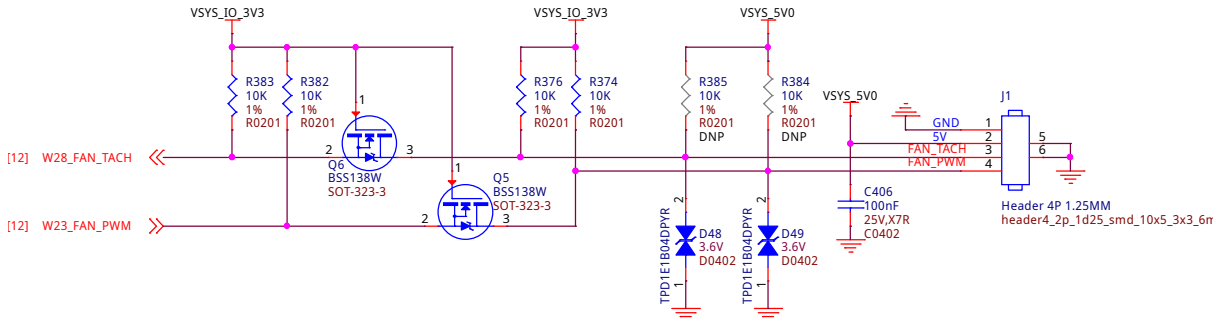 VSYS_IO_3V3
VSYS_IO_3V3
VSYS_5V0
R383
10K
1%
R0201
R382
10K
1%
R0201
R376
10K
1%
R0201
R374
10K
1%
R0201
R385
10K
1%
R0201
DNP
R384
10K
1%
R0201
DNP
VSYS_5V0
J1
1
GND 1
5V 2
FAN_TACH 3
FAN_PWM 4
5
6
[12] W28_FAN_TACH
2
3
Q6
BSS138W
SOT-323-3
1
Q5
BSS138W
SOT-323-3
[12] W23_FAN_PWM
2
3
TPD1E1B04DPYR
2
D48
3.6V
D0402
1
TPD1E1B04DPYR
2
D49
3.6V
D0402
1
C406
100nF
25V,X7R
C0402
Header 4P 1.25MM
header4_2p_1d25_smd_10x5_3x3_6m